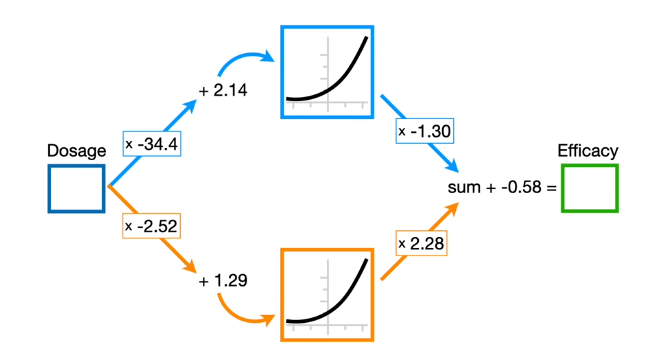 + 2.14
x -34.4
x -1.30
Dosage
Efficacy
sum + -0.58 =
x -2.52
x 2.28
+ 1.29